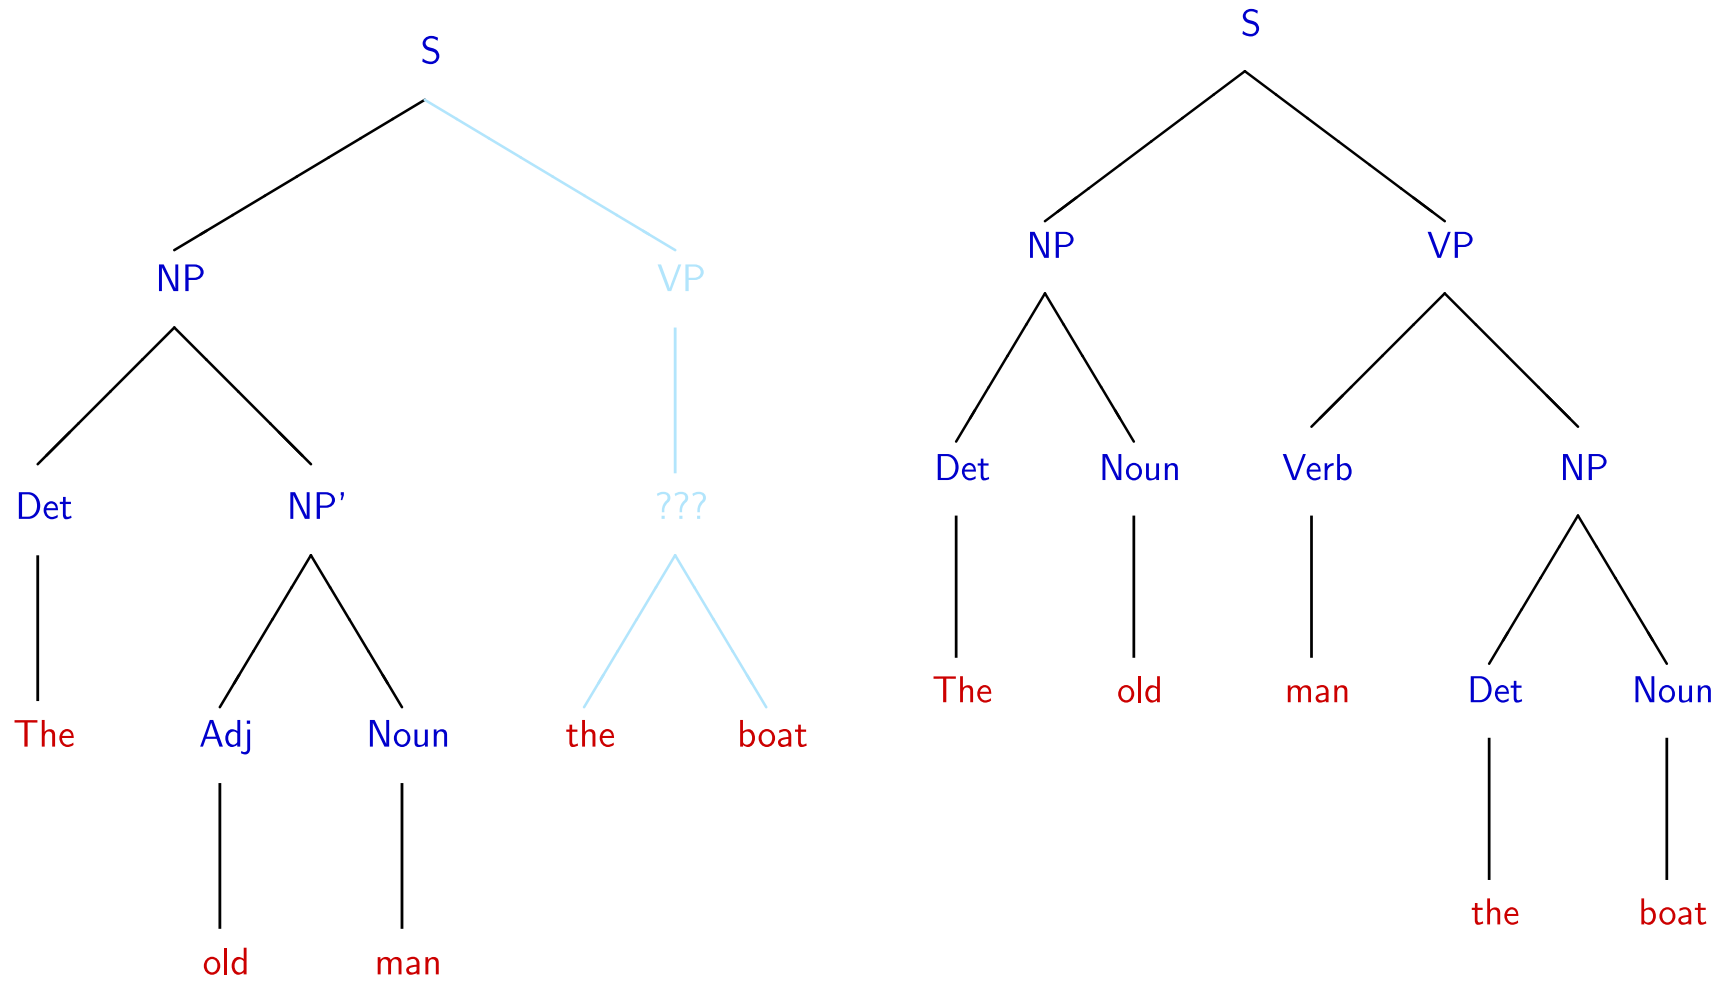 S
NP VP
Det NP' ???
The Adj Noun the boat
old man
S
NP VP
Det Noun Verb NP
The old man Det Noun
the boat